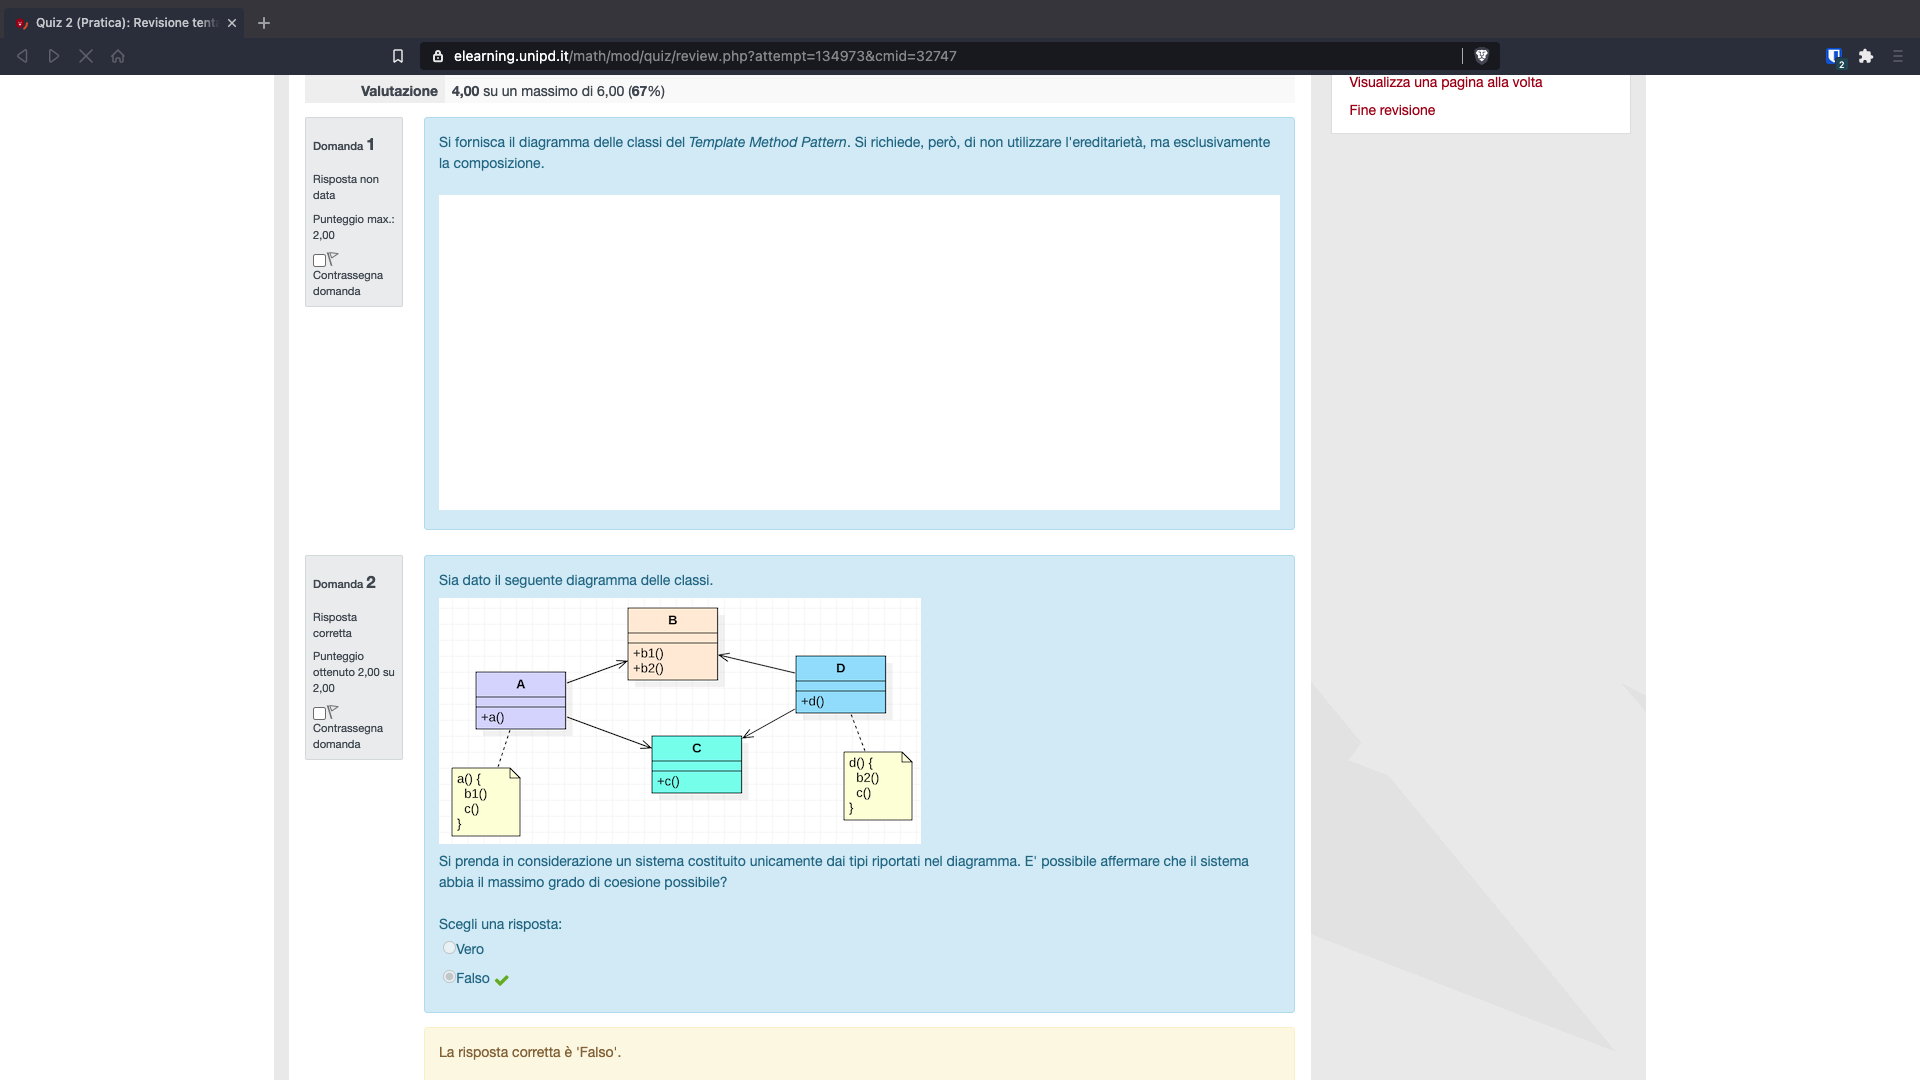 Quiz 2 (Pratica): Revisione tenta
elearning.unipd.it/math/mod/quiz/review.php?attempt=134973&cmid=32747
2
Valutazione 4,00 su un massimo di 6,00 (67%)
Visualizza una pagina alla volta
Fine revisione
Domanda 1
Risposta non
data
Punteggio max.:
2,00
Contrassegna
domanda
Si fornisca il diagramma delle classi del Template Method Pattern. Si richiede, però, di non utilizzare l'ereditarietà, ma esclusivamente
la composizione.
Domanda 2
Risposta
corretta
Punteggio
ottenuto 2,00 su
2,00
Contrassegna
domanda
Sia dato il seguente diagramma delle classi.
B
+b1()
+b2()
A
+a()
D
+d()
C
+c()
a() {
b1()
c()
}
d() {
b2()
c()
}
Si prenda in considerazione un sistema costituito unicamente dai tipi riportati nel diagramma. E' possibile affermare che il sistema
abbia il massimo grado di coesione possibile?
Scegli una risposta:
Vero
Falso
La risposta corretta è 'Falso'.